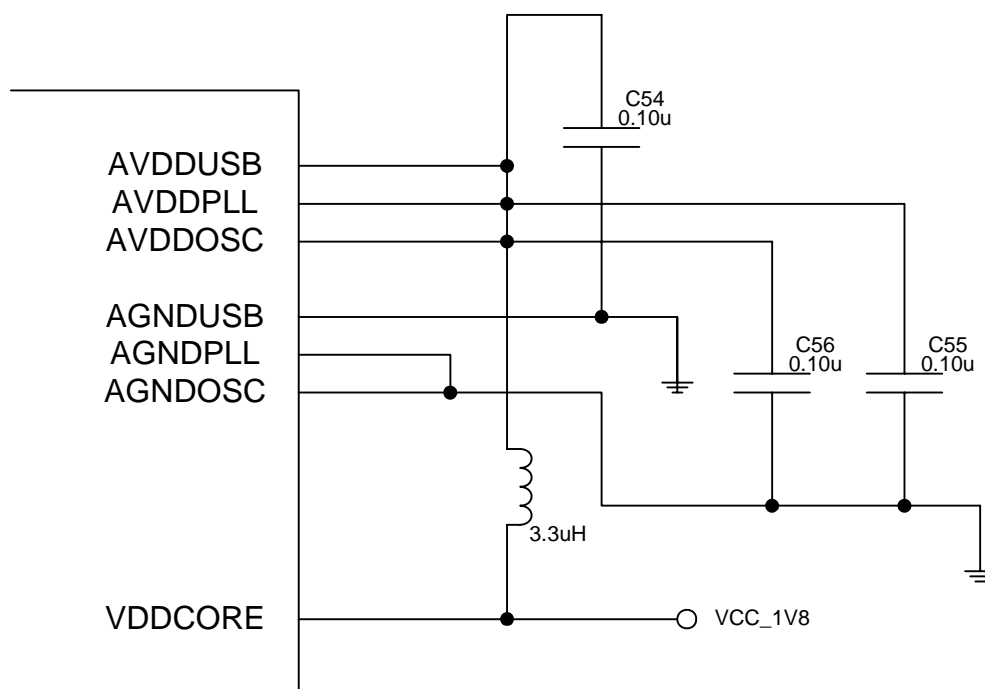 C54
0.10u
AVDDUSB
AVDDPLL
AVDDOSC
AGNDUSB
AGNDPLL
AGNDOSC
C56
0.10u
C55
0.10u
3.3uH
VDDCORE
VCC_1V8